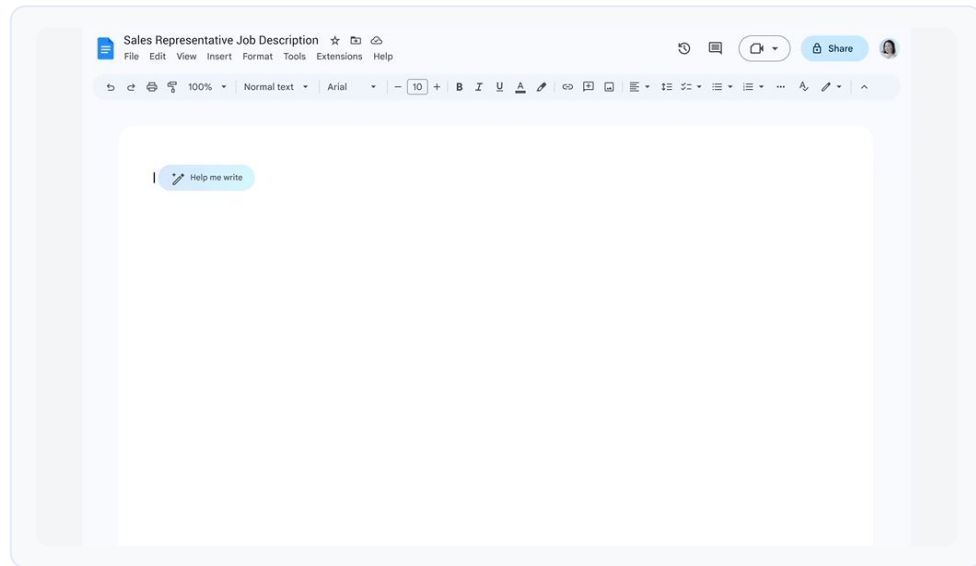 Sales Representative Job Description
Share
File Edit View Insert Format Tools Extensions Help
100% Normal text Arial 10 B I U A
Help me write